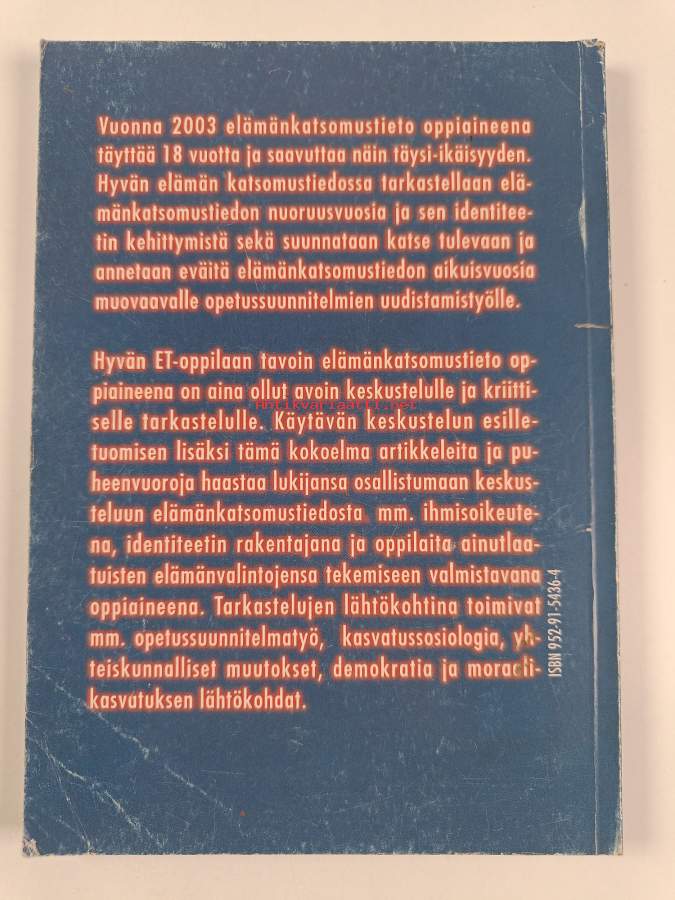 Vuonna 2003 elämänkatsomustieto oppiaineena
täyttää 18 vuotta ja saavuttaa näin täysi-ikäisyyden.
Hyvän elämän katsomustiedossa tarkastellaan elä-
mänkatsomustiedon nuoruusvuosia ja sen identitee-
tin kehittymistä sekä suunnataan katse tulevaan ja
annetaan eväitä elämänkatsomustiedon aikuisvuosia
muovaavalle opetussuunnitelmien uudistamistyölle.
Hyvän ET-oppilaan tavoin elämänkatsomustieto op-
piaineena on aina ollut avoin keskustelulle ja kriitti-
Antikvariaatti.net
selle tarkastelulle. Käytävän keskustelun esille-
tuomisen lisäksi tämä kokoelma artikkeleita ja pu-
heenvuoroja haastaa lukijansa osallistumaan keskus-
teluun elämänkatsomustiedosta mm. ihmisoikeute-
na, identiteetin rakentajana ja oppilaita ainutlaa-
tuisten elämänvalintojensa tekemiseen valmistavana
oppiaineena. Tarkastelujen lähtökohtina toimivat
mm. opetussuunnitelmatyö, kasvatussosiologia, yh-
teiskunnalliset muutokset, demokratia ja moraali-
kasvatuksen lähtökohdat.
ISBN 952-91-5436-4